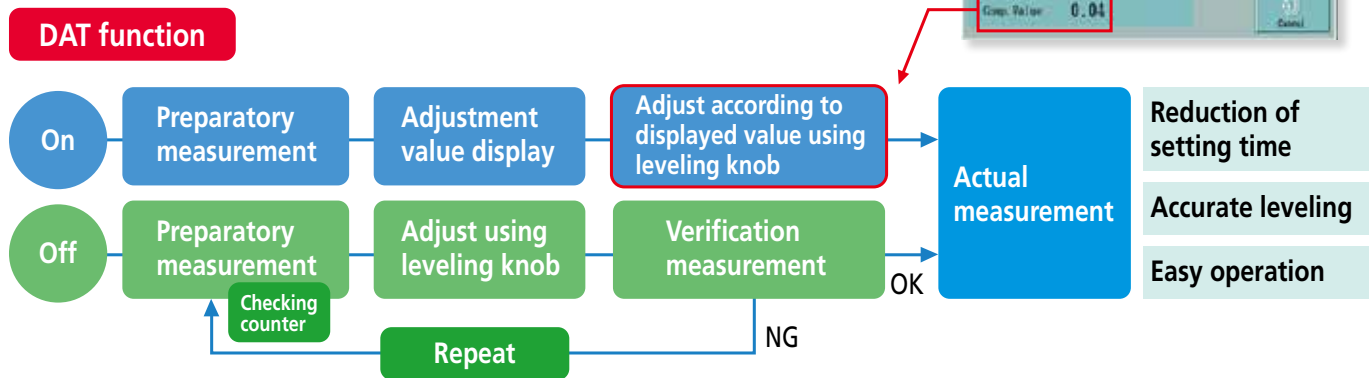 Comp. Value 0.04
Cancel
DAT function
On
Preparatory
measurement
Adjustment
value display
Adjust according to
displayed value using
leveling knob
Actual
measurement
Reduction of
setting time
Accurate leveling
Easy operation
Off
Preparatory
measurement
Checking
counter
Adjust using
leveling knob
Verification
measurement
OK
NG
Repeat